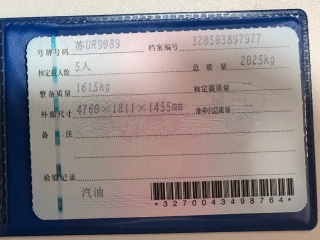 号牌号码 苏UR9089 档案编号 320503897977
核定载人数 5人 总质量 2025kg
整备质量 1615kg 核定载质量
外廓尺寸 4760×1811×1455mm 准牵引总质量
备注
检验记录
汽油
*3270043498764*